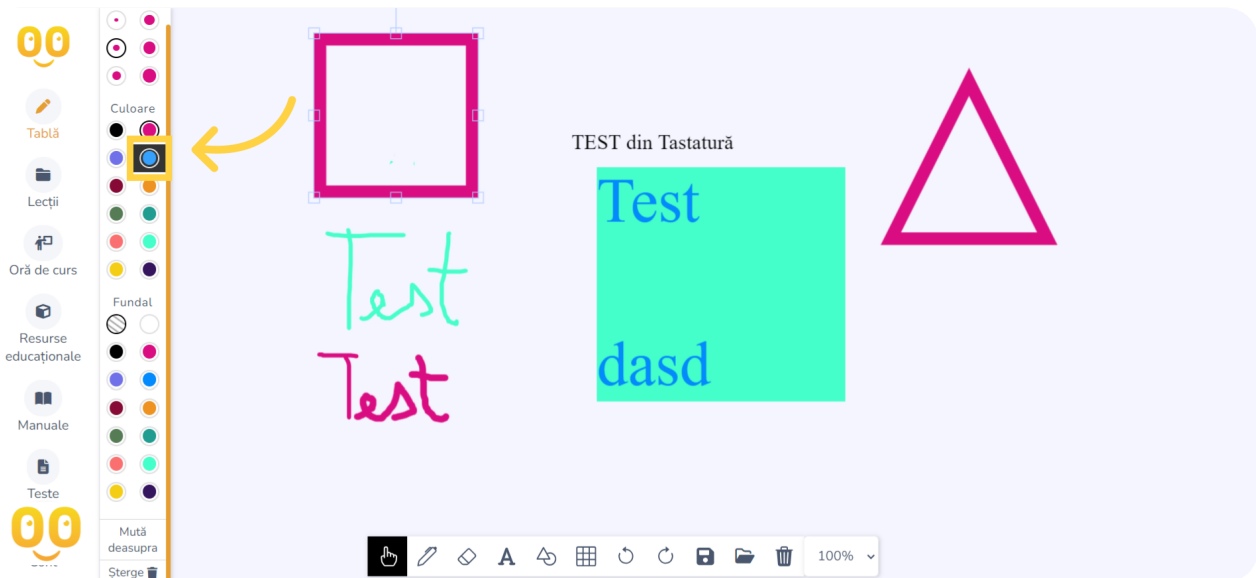 Culoare
Tablă
Lecții
Oră de curs
Resurse
educaționale
Manuale
Teste
Fundal
Mută
deasupra
Șterge
TEST din Tastatură
Test
dasd
Test
Test
100%